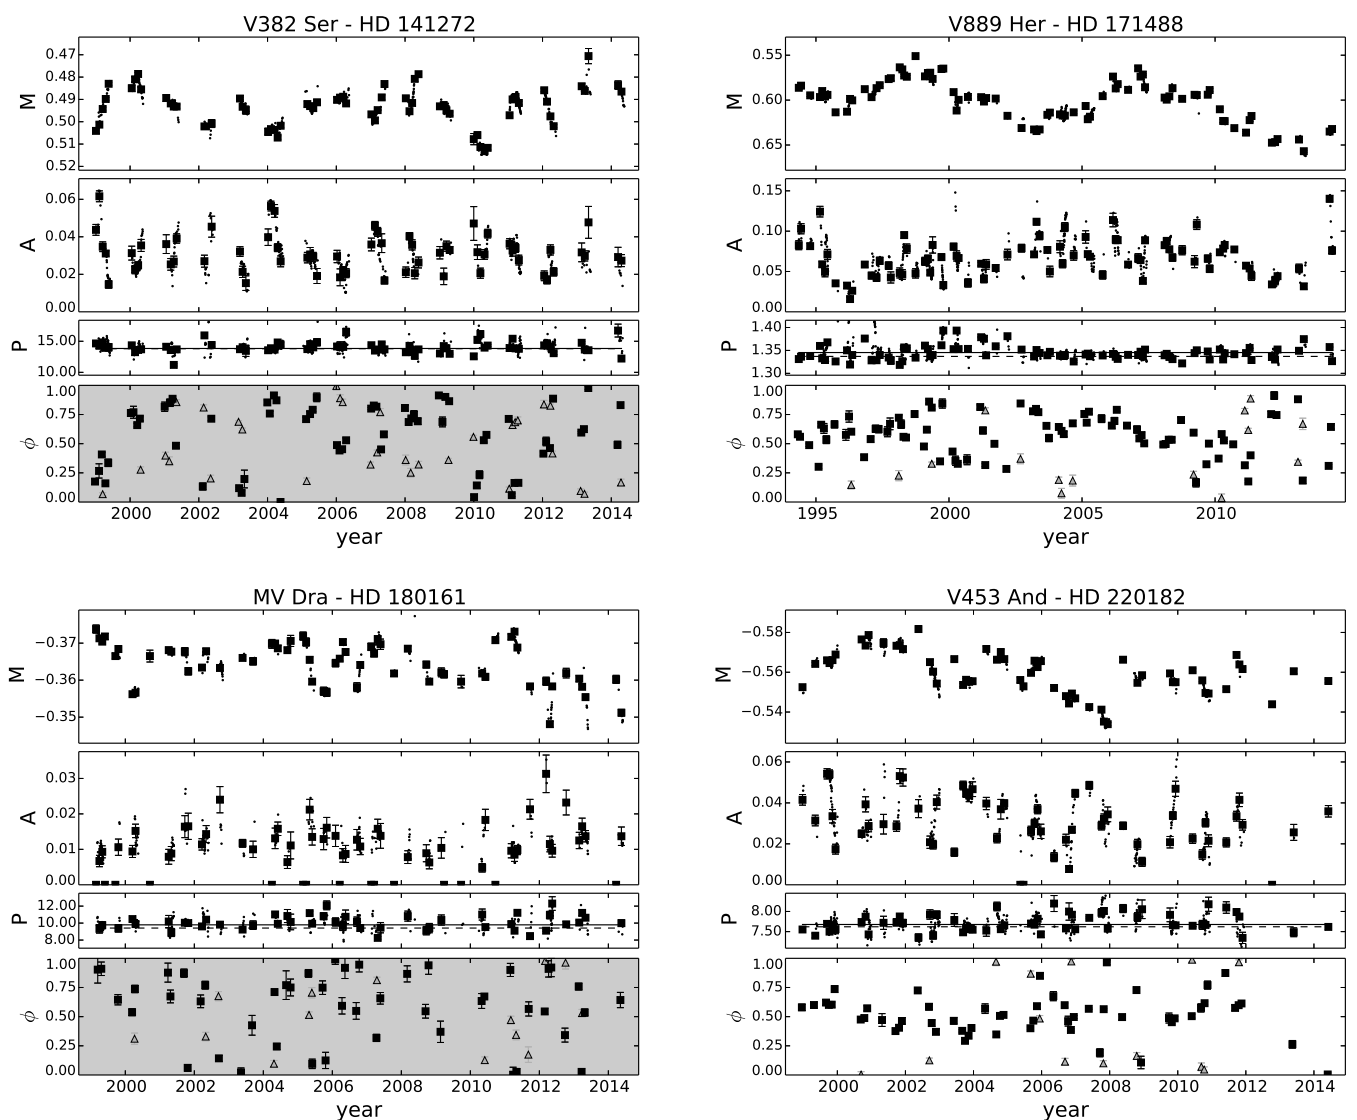 V382 Ser - HD 141272
M
0.47
0.48
0.49
0.50
0.51
0.52
A
0.06
0.04
0.02
0.00
P
15.00
10.00
ϕ
1.00
0.75
0.50
0.25
0.00
2000 2002 2004 2006 2008 2010 2012 2014
year
V889 Her - HD 171488
M
0.55
0.60
0.65
A
0.15
0.10
0.05
0.00
P
1.40
1.35
1.30
ϕ
1.00
0.75
0.50
0.25
0.00
1995 2000 2005 2010
year
MV Dra - HD 180161
M
−0.37
−0.36
−0.35
A
0.03
0.02
0.01
0.00
P
12.00
10.00
8.00
ϕ
1.00
0.75
0.50
0.25
0.00
2000 2002 2004 2006 2008 2010 2012 2014
year
V453 And - HD 220182
M
−0.58
−0.56
−0.54
A
0.06
0.04
0.02
0.00
P
8.00
7.50
ϕ
1.00
0.75
0.50
0.25
0.00
2000 2002 2004 2006 2008 2010 2012 2014
year